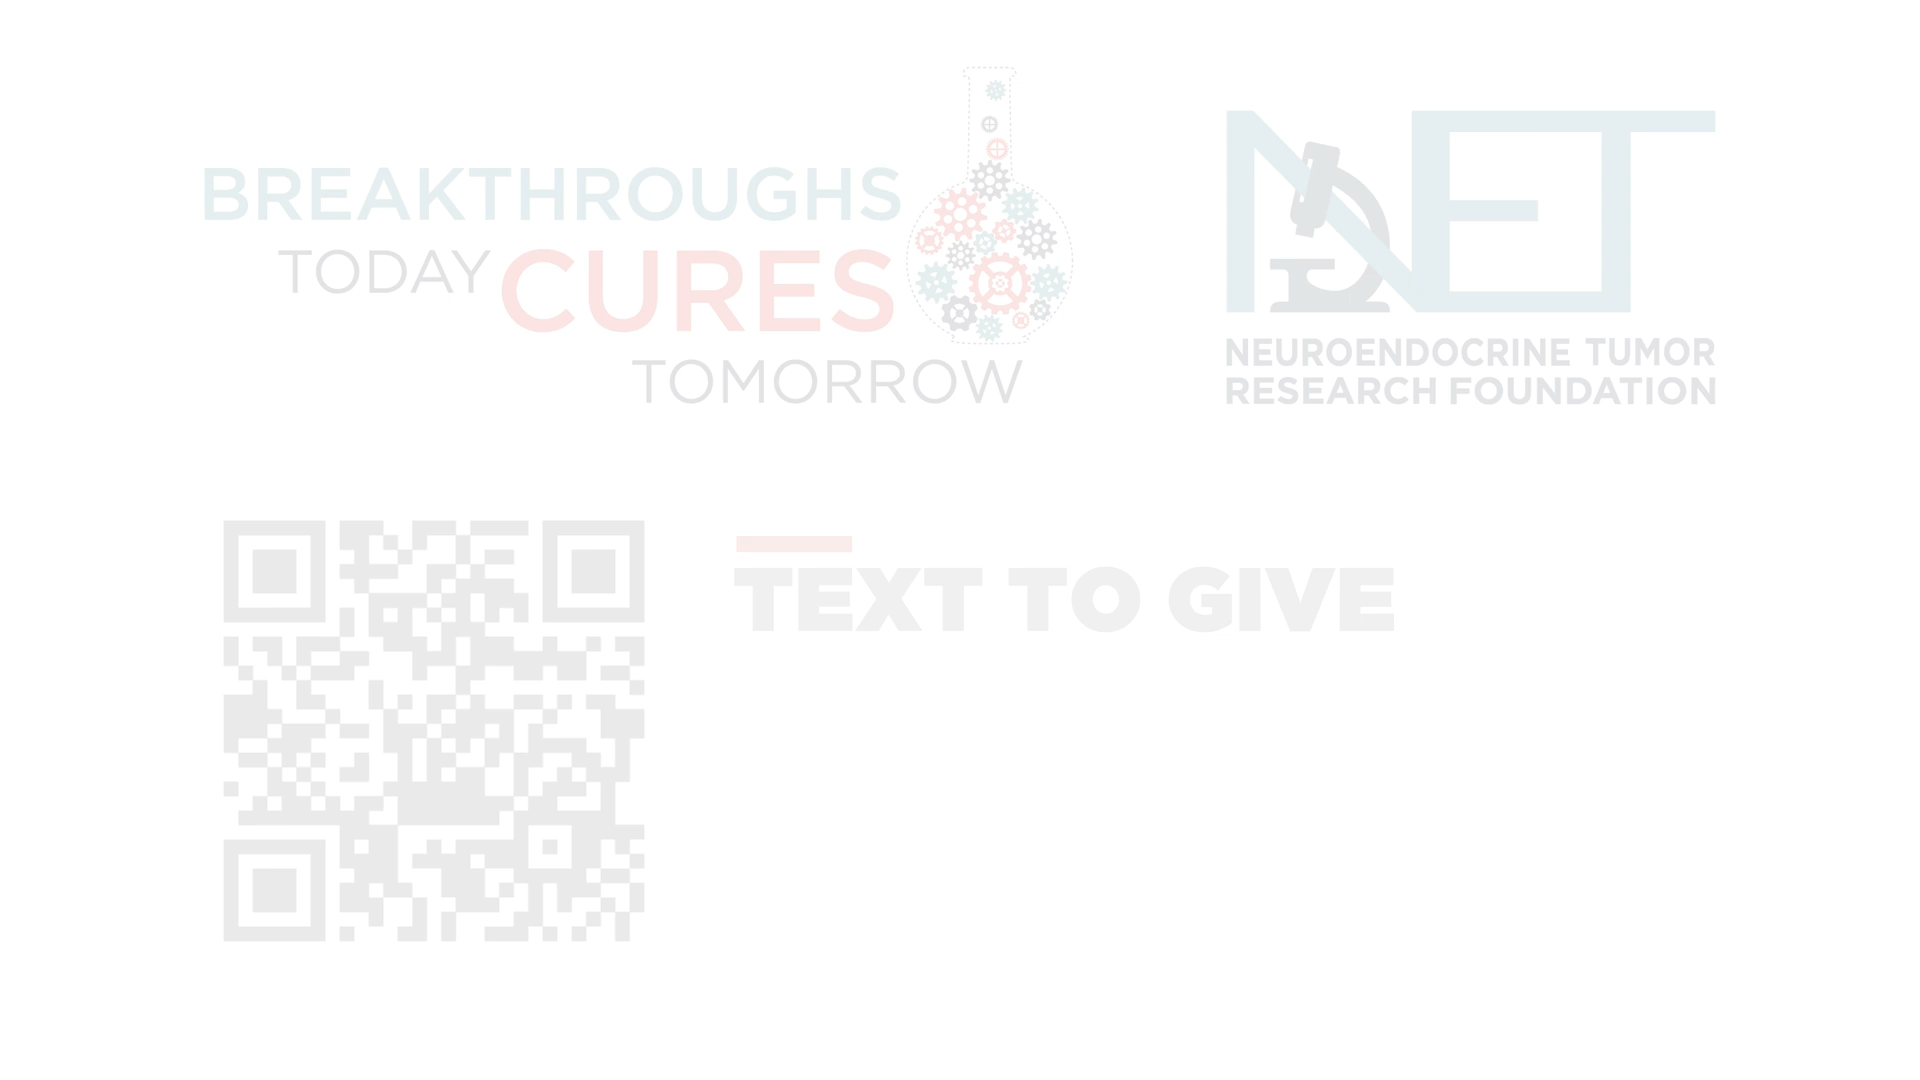 BREAKTHROUGHS
TODAY CURES
TOMORROW
NET
NEUROENDOCRINE TUMOR
RESEARCH FOUNDATION
TEXT TO GIVE